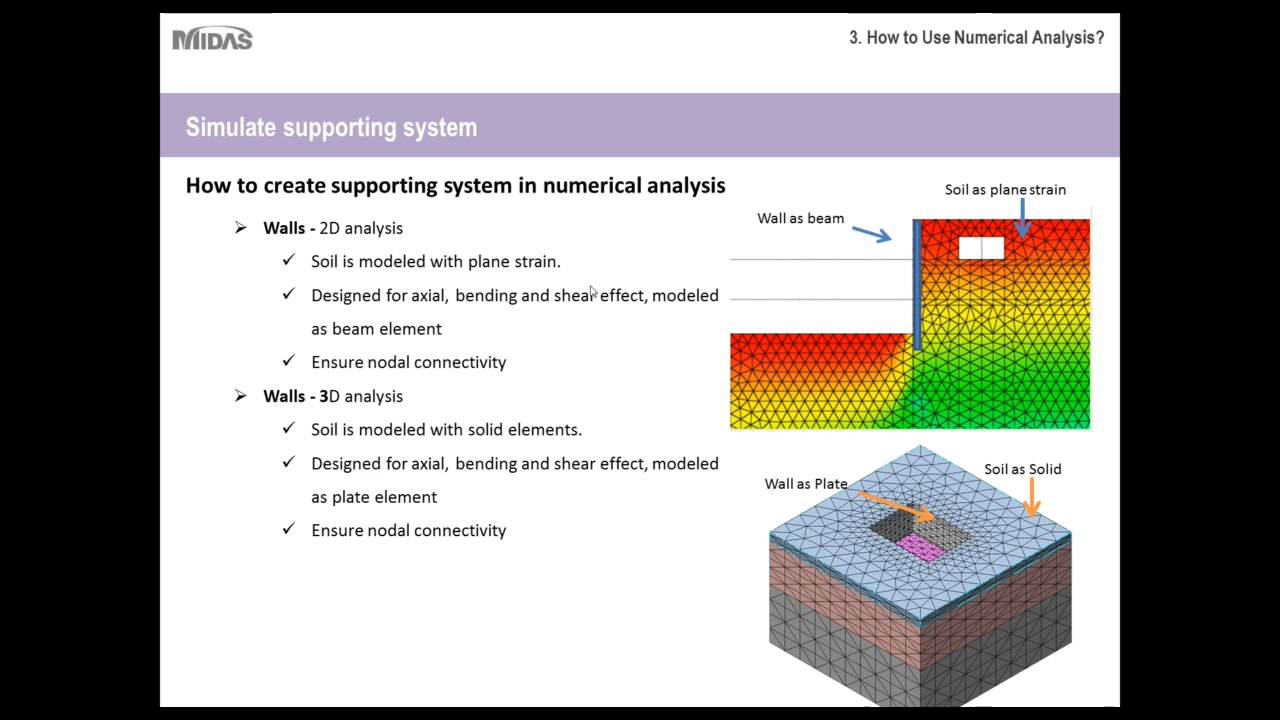 MIDAS
3. How to Use Numerical Analysis?
Simulate supporting system
How to create supporting system in numerical analysis
Walls - 2D analysis
Soil is modeled with plane strain.
Designed for axial, bending and shear effect, modeled
as beam element
Ensure nodal connectivity
Walls - 3D analysis
Soil is modeled with solid elements.
Designed for axial, bending and shear effect, modeled
as plate element
Ensure nodal connectivity
Soil as plane strain
Wall as beam
Soil as Solid
Wall as Plate